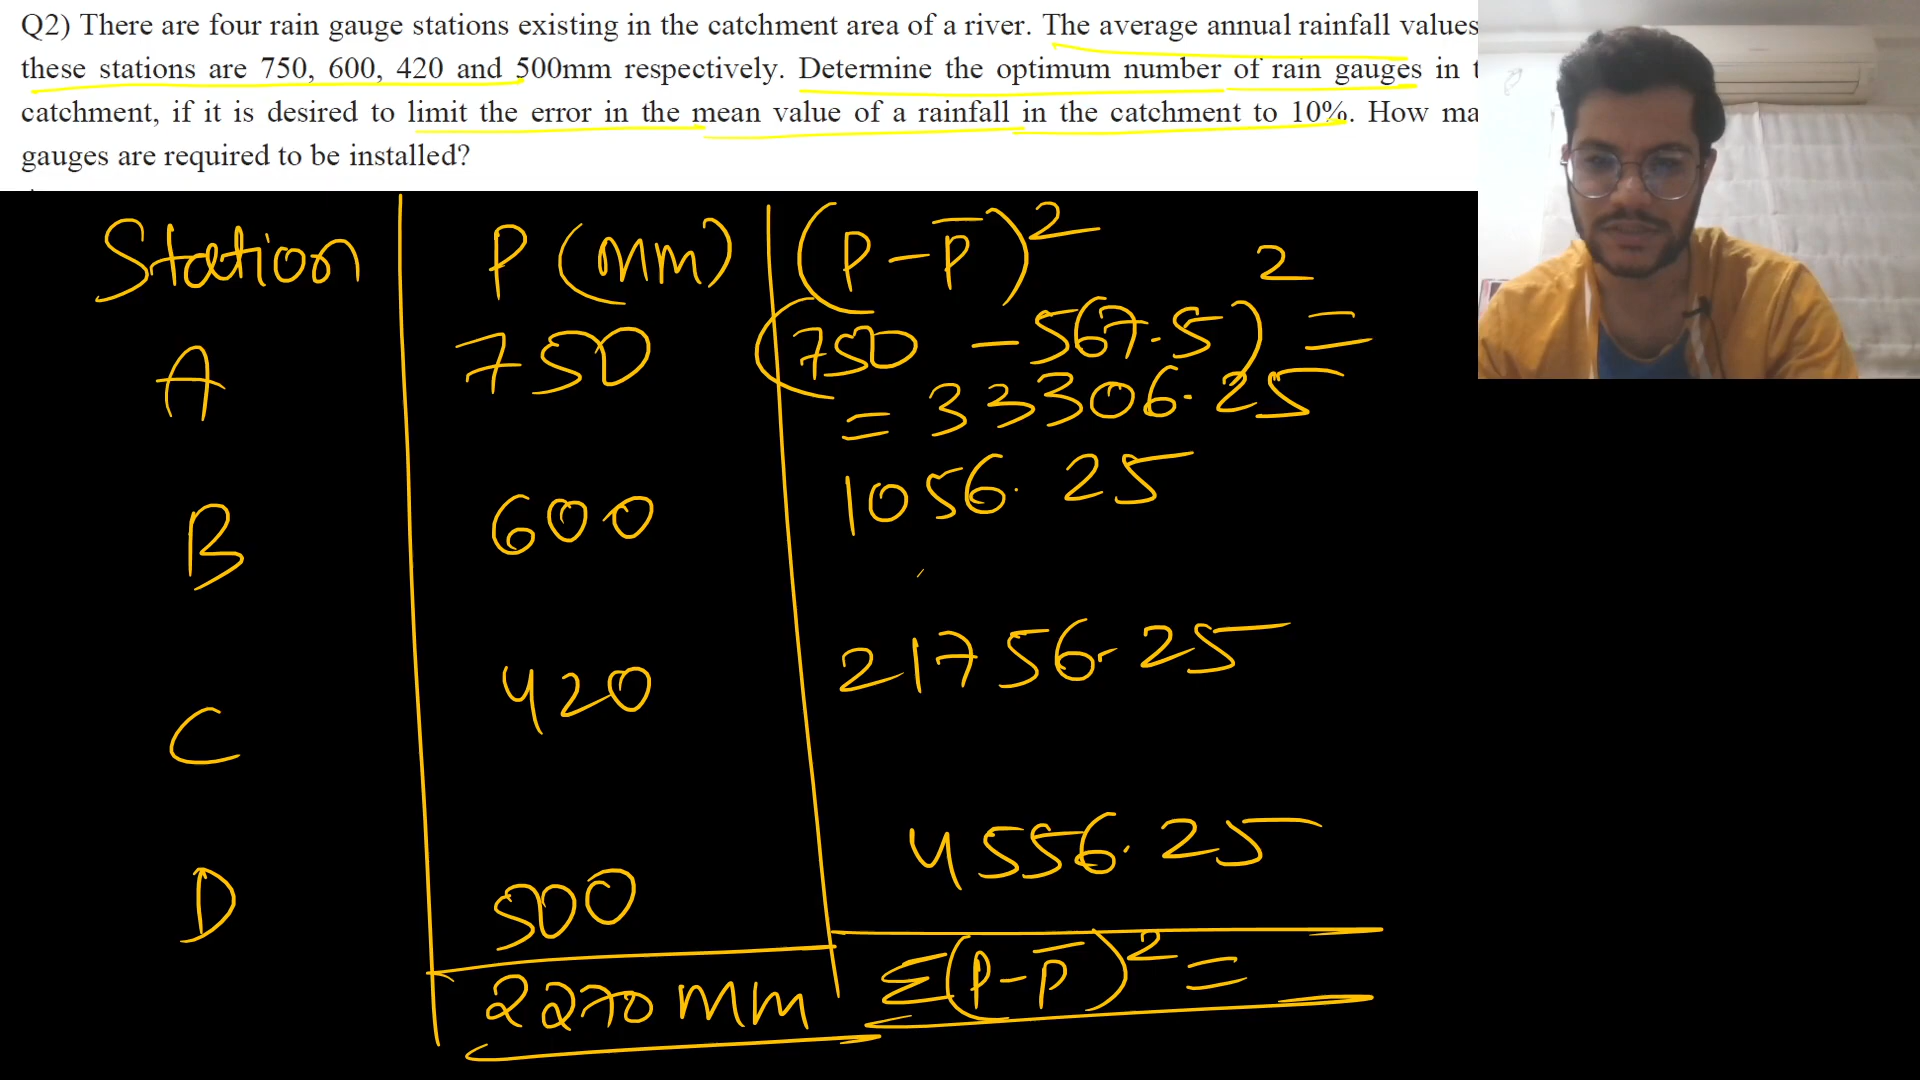 Q2) There are four rain gauge stations existing in the catchment area of a river. The average annual rainfall values
these stations are 750, 600, 420 and 500mm respectively. Determine the optimum number of rain gauges in t
catchment, if it is desired to limit the error in the mean value of a rainfall in the catchment to 10%. How ma
gauges are required to be installed?
Station P (mm) (P-P̅)²
A 750 (750 - 567.5)² =
= 33306.25
B 600 1056.25
C 420 21756.25
D 500 4556.25
2270 mm Σ(P-P̅)² =